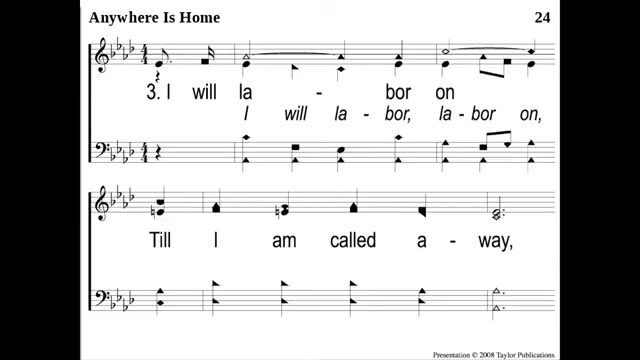 Anywhere Is Home 24
3. I will la - bor on
I will la - bor, la - bor on,
Till I am called a - way,
Presentation © 2008 Taylor Publications